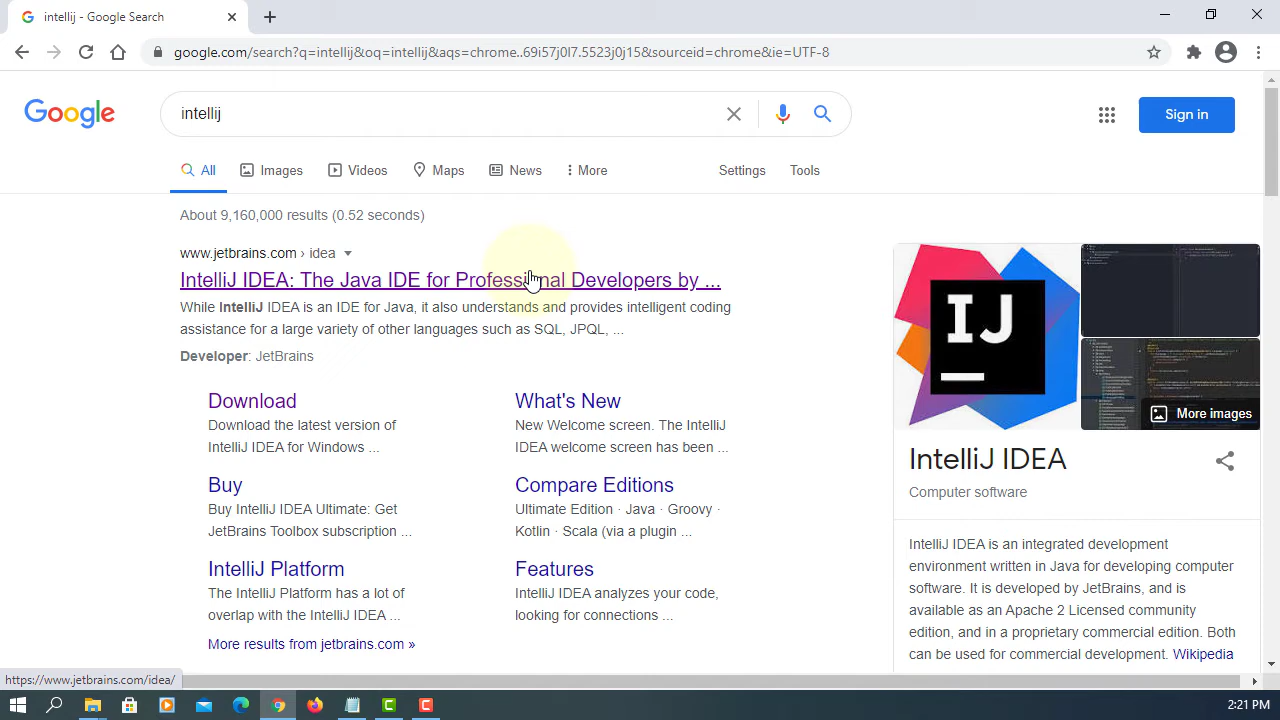 intellij - Google Search
google.com/search?q=intellij&oq=intellij&aqs=chrome..69i57j0l7.5523j0j15&sourceid=chrome&ie=UTF-8
Google
intellij
Sign in
All
Images
Videos
Maps
News
More
Settings
Tools
About 9,160,000 results (0.52 seconds)
www.jetbrains.com › idea
IntelliJ IDEA: The Java IDE for Professional Developers by ...
While IntelliJ IDEA is an IDE for Java, it also understands and provides intelligent coding
assistance for a large variety of other languages such as SQL, JPQL, ...
Developer: JetBrains
Download
Download the latest version of
IntelliJ IDEA for Windows ...
What's New
New Welcome screen. The IntelliJ
IDEA welcome screen has been ...
Buy
Buy IntelliJ IDEA Ultimate: Get
JetBrains Toolbox subscription ...
Compare Editions
Ultimate Edition · Java · Groovy ·
Kotlin · Scala (via a plugin ...
IntelliJ Platform
The IntelliJ Platform has a lot of
overlap with the IntelliJ IDEA ...
Features
IntelliJ IDEA analyzes your code,
looking for connections ...
More results from jetbrains.com »
IJ
More images
IntelliJ IDEA
Computer software
IntelliJ IDEA is an integrated development
environment written in Java for developing computer
software. It is developed by JetBrains, and is
available as an Apache 2 Licensed community
edition, and in a proprietary commercial edition. Both
can be used for commercial development. Wikipedia
https://www.jetbrains.com/idea/
2:21 PM